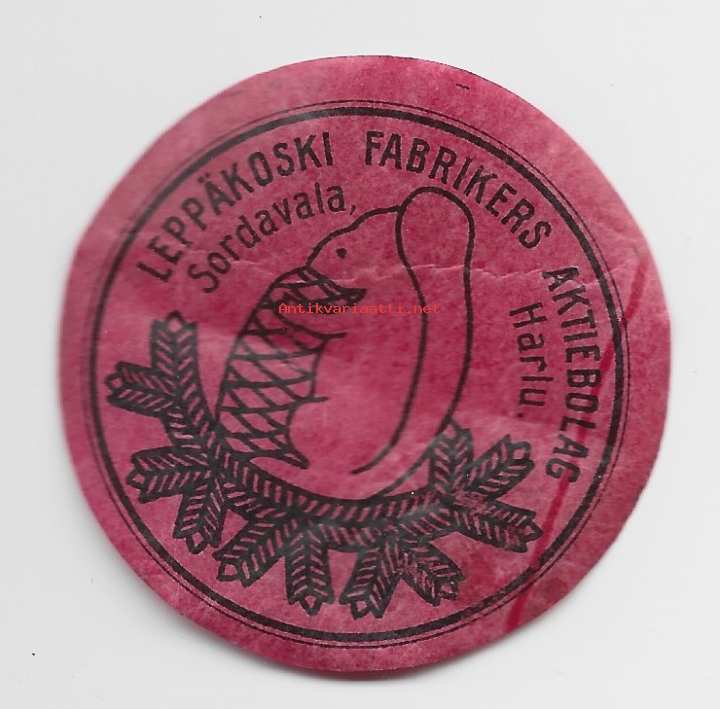 LEPPÄKOSKI FABRIKERS AKTIEBOLAG
Sordavala, Harlu.
Antikvariaatti.net